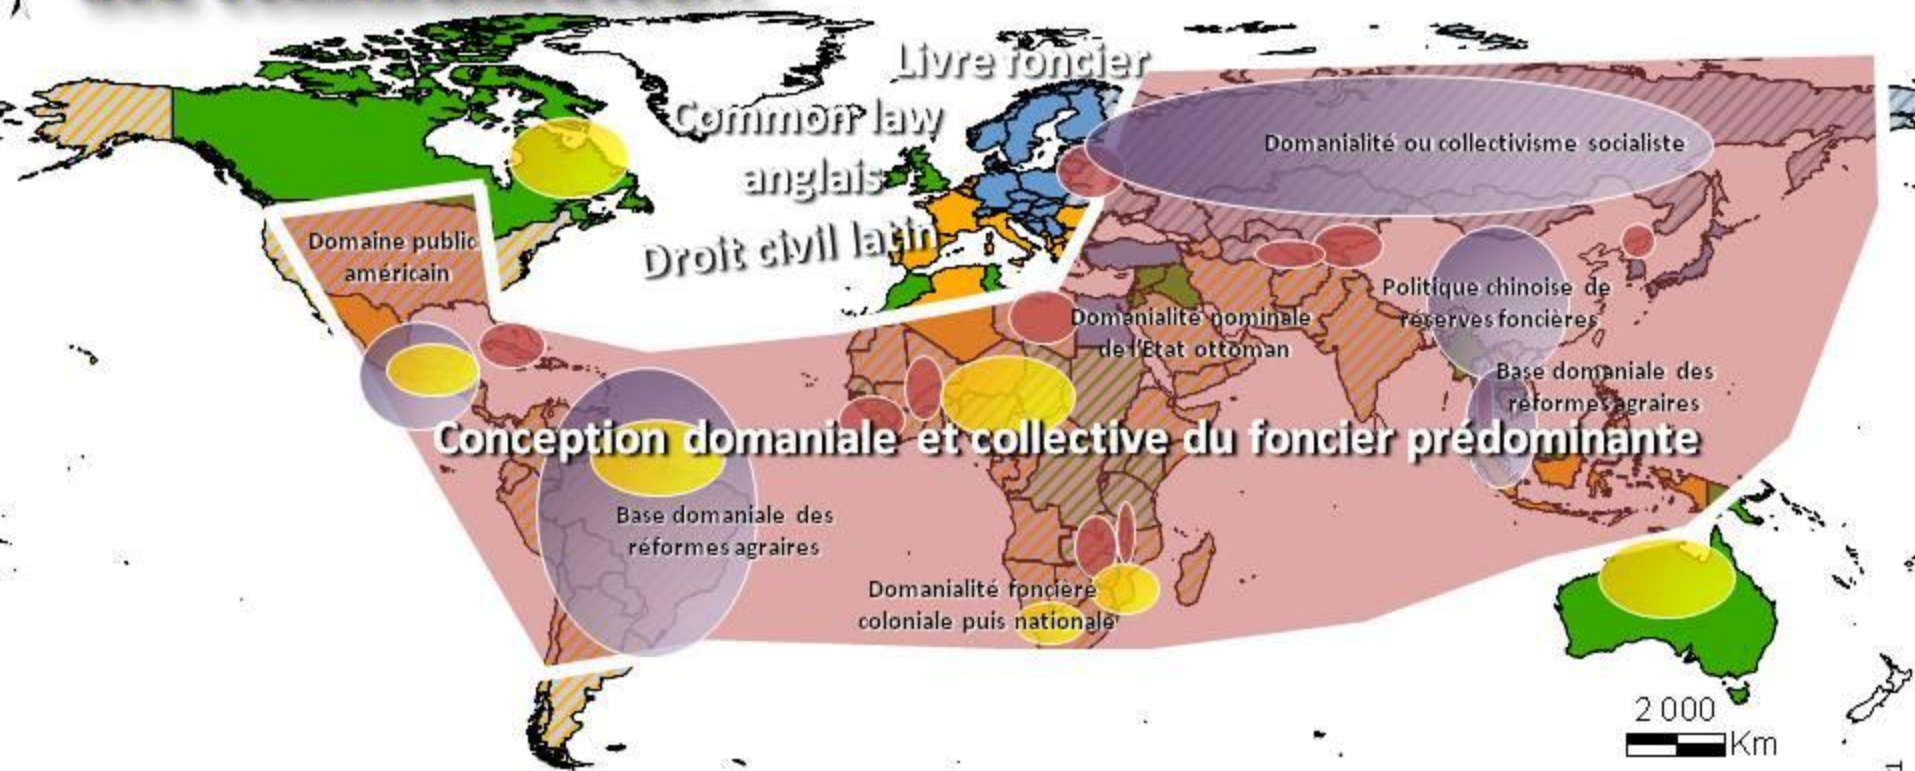 Livre foncier
Common law
anglais
Droit civil latin
Domanialité ou collectivisme socialiste
Domaine public
américain
Politique chinoise de
réserves foncières
Domanialité nominale
de l'Etat ottoman
Base domaniale des
réformes agraires
Conception domaniale et collective du foncier prédominante
Base domaniale des
réformes agraires
Domanialité foncière
coloniale puis nationale
2 000
Km